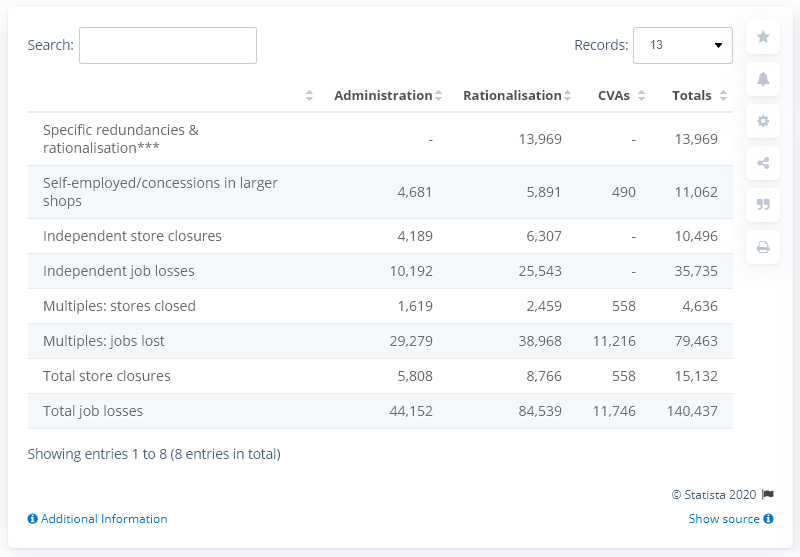 Search:
Records: 13
Administration Rationalisation CVAs Totals
Specific redundancies &
rationalisation*** - 13,969 - 13,969
Self-employed/concessions in larger
shops 4,681 5,891 490 11,062
Independent store closures 4,189 6,307 - 10,496
Independent job losses 10,192 25,543 - 35,735
Multiples: stores closed 1,619 2,459 558 4,636
Multiples: jobs lost 29,279 38,968 11,216 79,463
Total store closures 5,808 8,766 558 15,132
Total job losses 44,152 84,539 11,746 140,437
Showing entries 1 to 8 (8 entries in total)
© Statista 2020
Additional Information
Show source